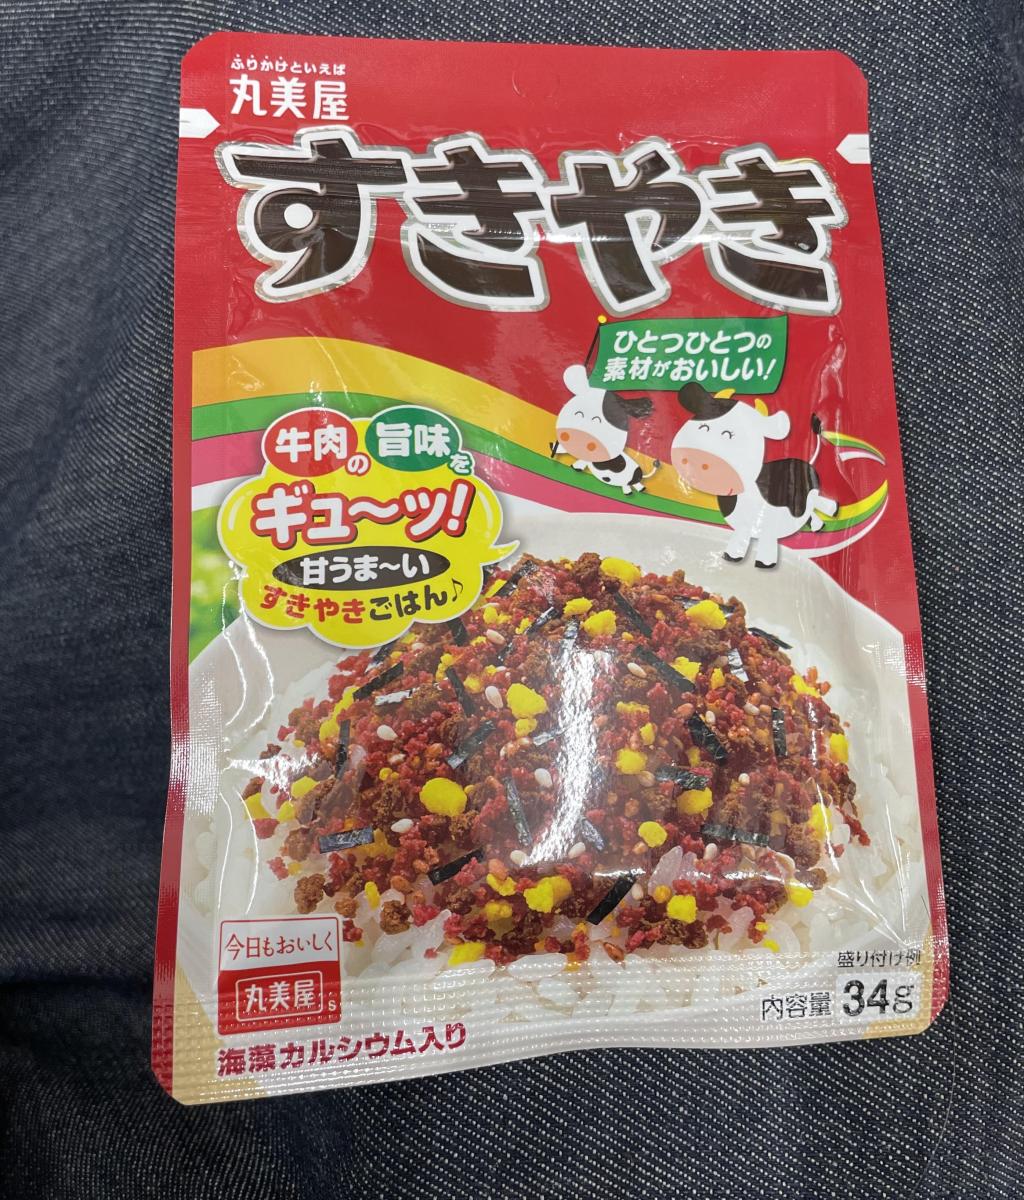 ふりかけといえば
丸美屋
すきやき
ひとつひとつの
素材がおいしい!
牛肉の旨味を
ギュ〜ッ!
甘うま〜い
すきやきごはん♪
今日もおいしく
丸美屋's
盛り付け例
内容量 34g
海藻カルシウム入り